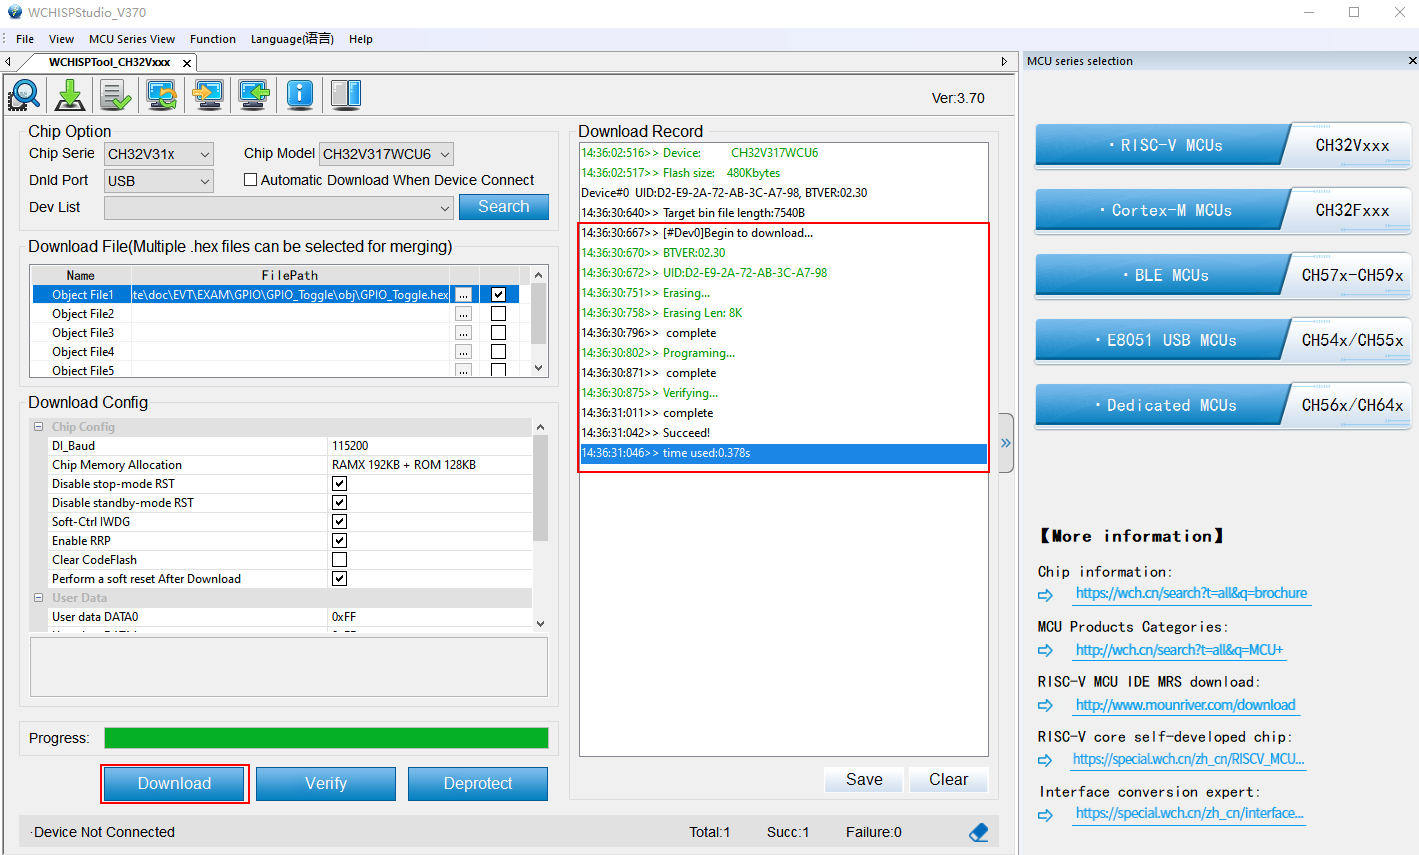 WCHISPStudio_V370
File View MCU Series View Function Language(语言) Help
WCHISPTool_CH32Vxxx
Ver:3.70
Chip Option
Chip Serie CH32V31x Chip Model CH32V317WCU6
Dnld Port USB Automatic Download When Device Connect
Dev List Search
Download File(Multiple .hex files can be selected for merging)
Name FilePath
Object File1 te\doc\EVT\EXAM\GPIO\GPIO_Toggle\obj\GPIO_Toggle.hex ...
Object File2 ...
Object File3 ...
Object File4 ...
Object File5 ...
Download Config
Chip Config
DI_Baud 115200
Chip Memory Allocation RAMX 192KB + ROM 128KB
Disable stop-mode RST
Disable standby-mode RST
Soft-Ctrl IWDG
Enable RRP
Clear CodeFlash
Perform a soft reset After Download
User Data
User data DATA0 0xFF
Progress:
Download Verify Deprotect
·Device Not Connected Total:1 Succ:1 Failure:0
Download Record
14:36:02:516>> Device: CH32V317WCU6
14:36:02:517>> Flash size: 480Kbytes
Device#0 UID:D2-E9-2A-72-AB-3C-A7-98, BTVER:02.30
14:36:30:640>> Target bin file length:7540B
14:36:30:667>> [#Dev0]Begin to download...
14:36:30:670>> BTVER:02.30
14:36:30:672>> UID:D2-E9-2A-72-AB-3C-A7-98
14:36:30:751>> Erasing...
14:36:30:758>> Erasing Len: 8K
14:36:30:796>> complete
14:36:30:802>> Programing...
14:36:30:871>> complete
14:36:30:875>> Verifying...
14:36:31:011>> complete
14:36:31:042>> Succeed!
14:36:31:046>> time used:0.378s
Save Clear
MCU series selection
·RISC-V MCUs CH32Vxxx
·Cortex-M MCUs CH32Fxxx
·BLE MCUs CH57x-CH59x
·E8051 USB MCUs CH54x/CH55x
·Dedicated MCUs CH56x/CH64x
【More information】
Chip information:
https://wch.cn/search?t=all&q=brochure
MCU Products Categories:
http://wch.cn/search?t=all&q=MCU+
RISC-V MCU IDE MRS download:
http://www.mounriver.com/download
RISC-V core self-developed chip:
https://special.wch.cn/zh_cn/RISCV_MCU...
Interface conversion expert:
https://special.wch.cn/zh_cn/interface...